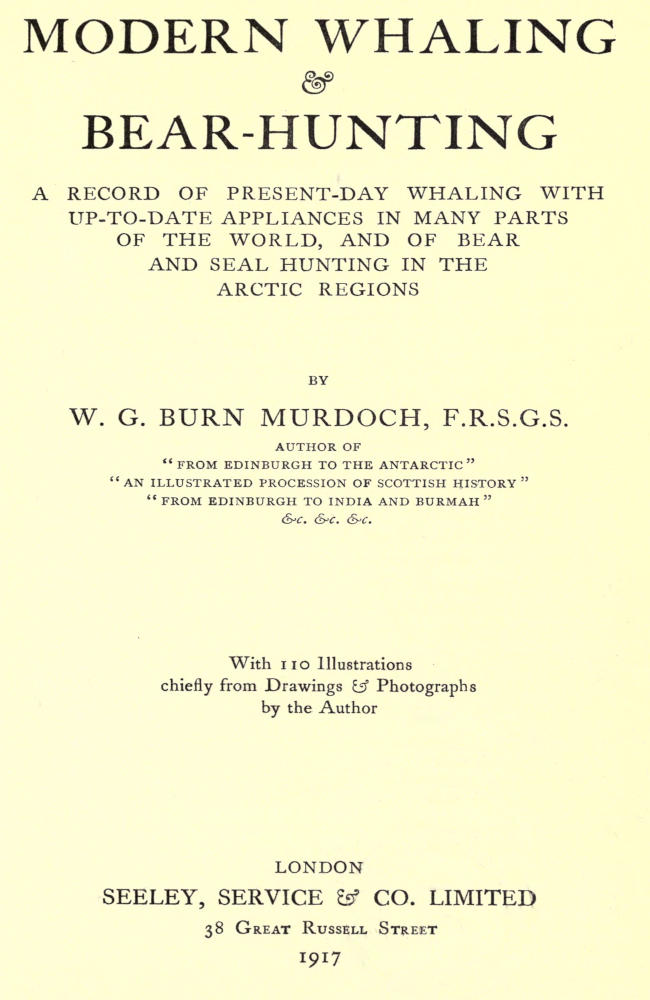 MODERN WHALING
&
BEAR-HUNTING
A RECORD OF PRESENT-DAY WHALING WITH
UP-TO-DATE APPLIANCES IN MANY PARTS
OF THE WORLD, AND OF BEAR
AND SEAL HUNTING IN THE
ARCTIC REGIONS
BY
W. G. BURN MURDOCH, F.R.S.G.S.
AUTHOR OF
“FROM EDINBURGH TO THE ANTARCTIC”
“AN ILLUSTRATED PROCESSION OF SCOTTISH HISTORY”
“FROM EDINBURGH TO INDIA AND BURMAH”
&c. &c. &c.
With 110 Illustrations
chiefly from Drawings & Photographs
by the Author
LONDON
SEELEY, SERVICE & CO. LIMITED
38 GREAT RUSSELL STREET
1917